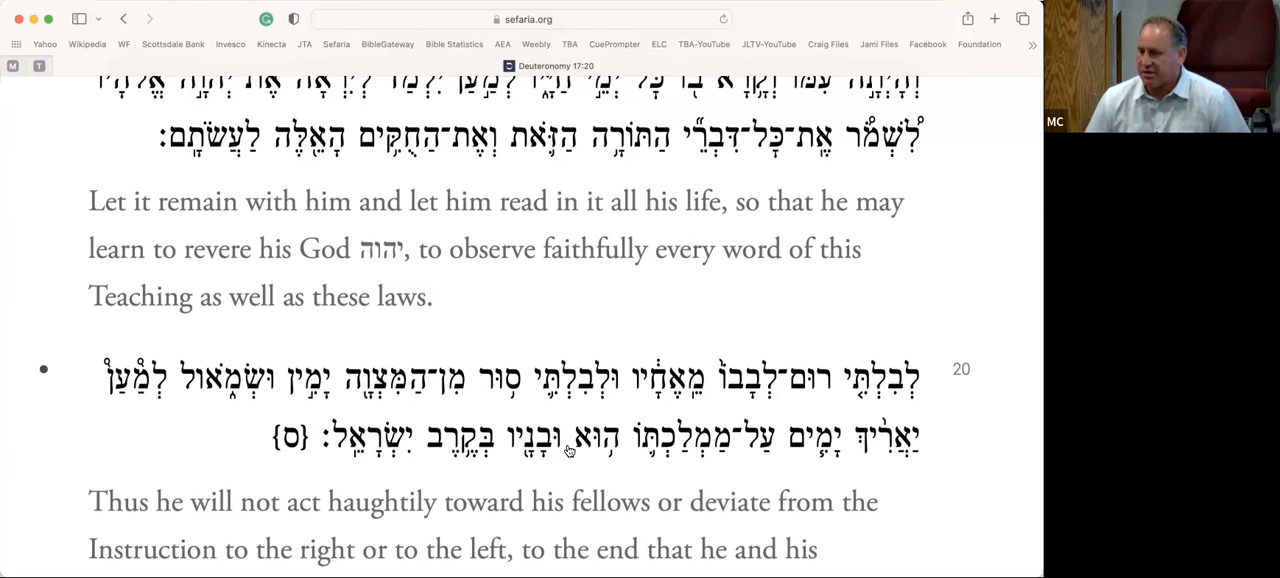 sefaria.org
Yahoo Wikipedia WF Scottsdale Bank Invesco Kinecta JTA Sefaria BibleGateway Bible Statistics AEA Weebly TBA CuePrompter ELC TBA-YouTube JLTV-YouTube Craig Files Jami Files Facebook Foundation
M T Deuteronomy 17:20
MC
וְהָיְתָ֣ה עִמּ֔וֹ וְקָ֥רָא ב֖וֹ כׇּל־יְמֵ֣י חַיָּ֑יו לְמַ֣עַן יִלְמַ֗ד לְיִרְאָה֙ אֶת־יְהֹוָ֣ה אֱלֹהָ֔יו
לִ֠שְׁמֹ֠ר אֶֽת־כׇּל־דִּבְרֵ֞י הַתּוֹרָ֥ה הַזֹּ֛את וְאֶת־הַחֻקִּ֥ים הָאֵ֖לֶּה לַעֲשֹׂתָֽם׃
Let it remain with him and let him read in it all his life, so that he may
learn to revere his God יהוה, to observe faithfully every word of this
Teaching as well as these laws.
20
לְבִלְתִּ֤י רוּם־לְבָבוֹ֙ מֵֽאֶחָ֔יו וּלְבִלְתִּ֛י ס֥וּר מִן־הַמִּצְוָ֖ה יָמִ֣ין וּשְׂמֹ֑אול לְמַ֩עַן֩
יַאֲרִ֨יךְ יָמִ֧ים עַל־מַמְלַכְתּ֛וֹ ה֥וּא וּבָנָ֖יו בְּקֶ֥רֶב יִשְׂרָאֵֽל׃ {ס}
Thus he will not act haughtily toward his fellows or deviate from the
Instruction to the right or to the left, to the end that he and his